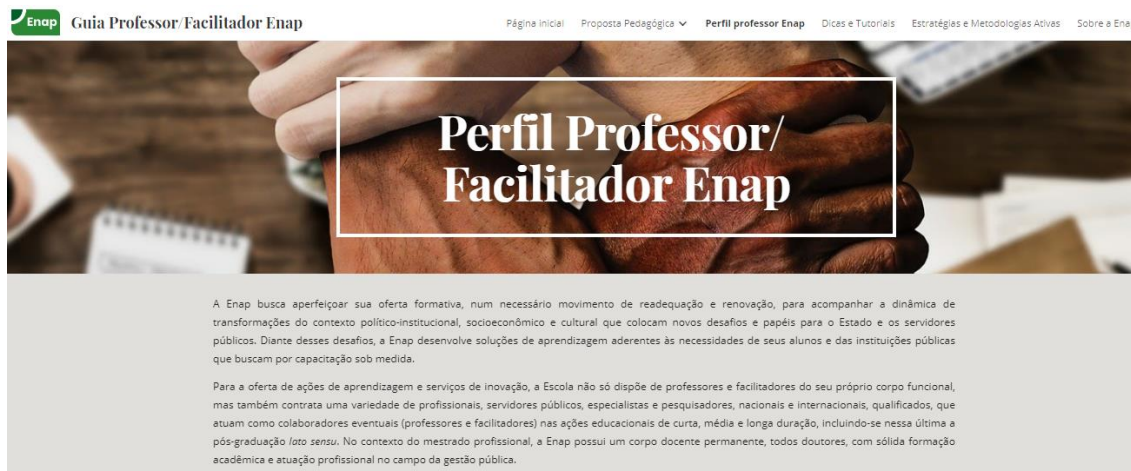 Enap
Guia Professor/Facilitador Enap
Página inicial Proposta Pedagógica Perfil professor Enap Dicas e Tutoriais Estratégias e Metodologias Ativas Sobre a Ena
Perfil Professor/
Facilitador Enap
A Enap busca aperfeiçoar sua oferta formativa, num necessário movimento de readequação e renovação, para acompanhar a dinâmica de
transformações do contexto político-institucional, socioeconômico e cultural que colocam novos desafios e papéis para o Estado e os servidores
públicos. Diante desses desafios, a Enap desenvolve soluções de aprendizagem aderentes às necessidades de seus alunos e das instituições públicas
que buscam por capacitação sob medida.
Para a oferta de ações de aprendizagem e serviços de inovação, a Escola não só dispõe de professores e facilitadores do seu próprio corpo funcional,
mas também contrata uma variedade de profissionais, servidores públicos, especialistas e pesquisadores, nacionais e internacionais, qualificados, que
atuam como colaboradores eventuais (professores e facilitadores) nas ações educacionais de curta, média e longa duração, incluindo-se nessa última a
pós-graduação lato sensu. No contexto do mestrado profissional, a Enap possui um corpo docente permanente, todos doutores, com sólida formação
acadêmica e atuação profissional no campo da gestão pública.